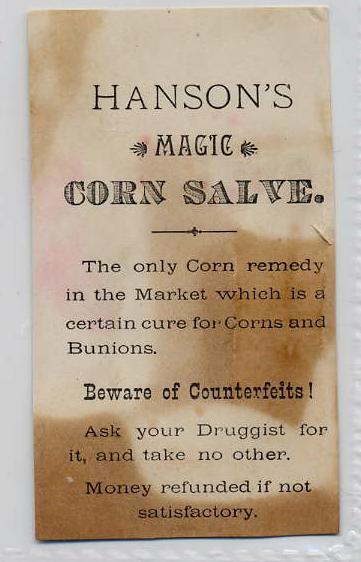 HANSON'S
MAGIC
CORN SALVE.
The only Corn remedy
in the Market which is a
certain cure for Corns and
Bunions.
Beware of Counterfeits!
Ask your Druggist for
it, and take no other.
Money refunded if not
satisfactory.